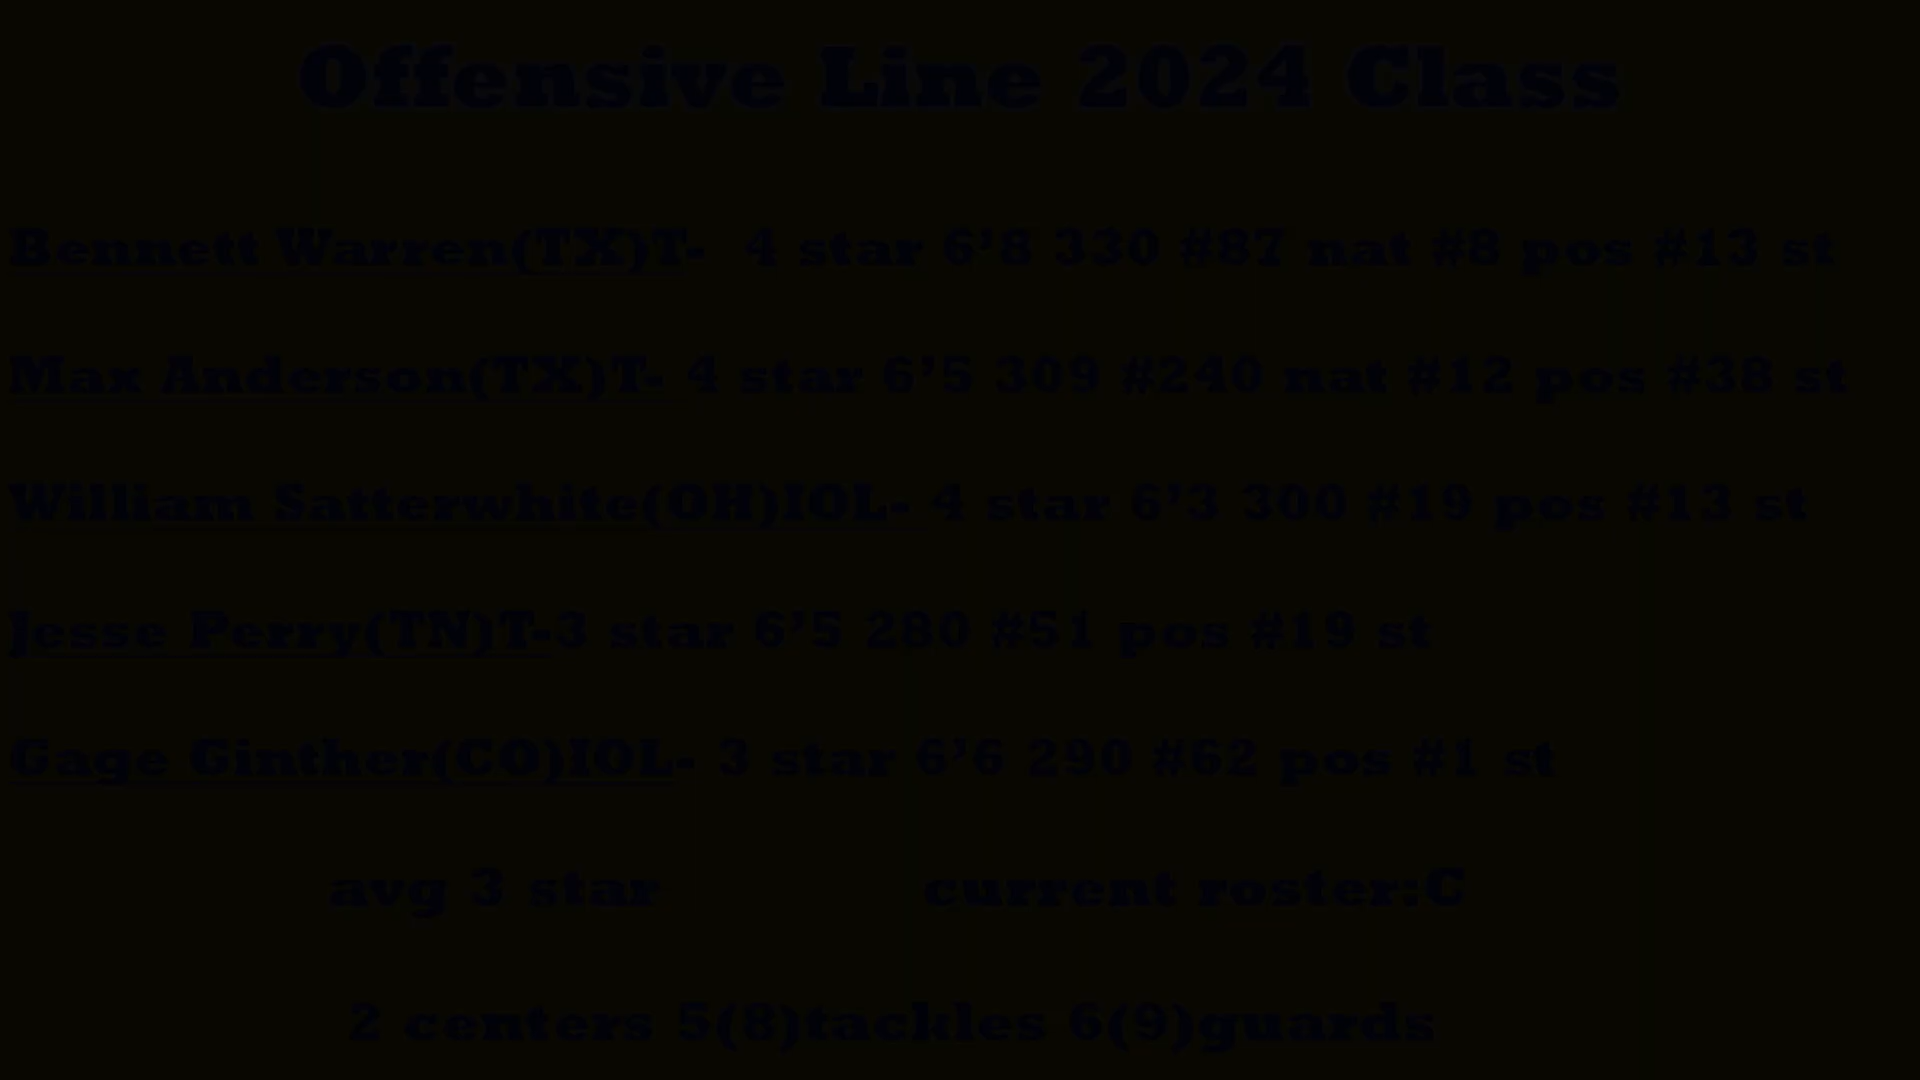 Offensive Line 2024 Class
Bennett Warren(TX)T- 4 star 6’8 330 #87 nat #8 pos #13 st
Max Anderson(TX)T- 4 star 6’5 309 #240 nat #12 pos #38 st
William Satterwhite(OH)IOL- 4 star 6’3 300 #19 pos #13 st
Jesse Perry(TN)T-3 star 6’5 280 #51 pos #19 st
Gage Ginther(CO)IOL- 3 star 6’6 290 #62 pos #1 st
avg 3 star current roster:C
2 centers 5(8)tackles 6(9)guards